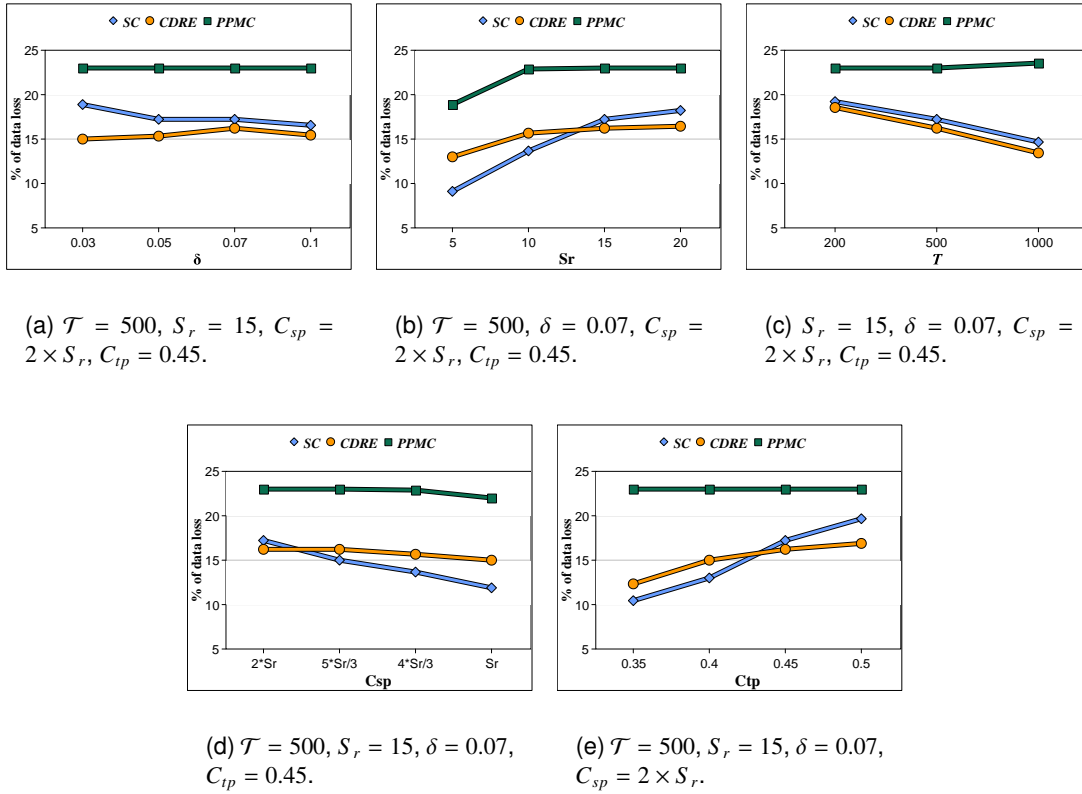 SC CDRE PPMC
25
20
15
10
5
% of data loss
0.03 0.05 0.07 0.1
δ
SC CDRE PPMC
25
20
15
10
5
% of data loss
5 10 15 20
Sr
SC CDRE PPMC
25
20
15
10
5
% of data loss
200 500 1000
T
(a) 𝒯 = 500, S_r = 15, C_sp =
2 × S_r, C_tp = 0.45.
(b) 𝒯 = 500, δ = 0.07, C_sp =
2 × S_r, C_tp = 0.45.
(c) S_r = 15, δ = 0.07, C_sp =
2 × S_r, C_tp = 0.45.
SC CDRE PPMC
25
20
15
10
5
% of data loss
2*Sr 5*Sr/3 4*Sr/3 Sr
Csp
SC CDRE PPMC
25
20
15
10
5
% of data loss
0.35 0.4 0.45 0.5
Ctp
(d) 𝒯 = 500, S_r = 15, δ = 0.07,
C_tp = 0.45.
(e) 𝒯 = 500, S_r = 15, δ = 0.07,
C_sp = 2 × S_r.